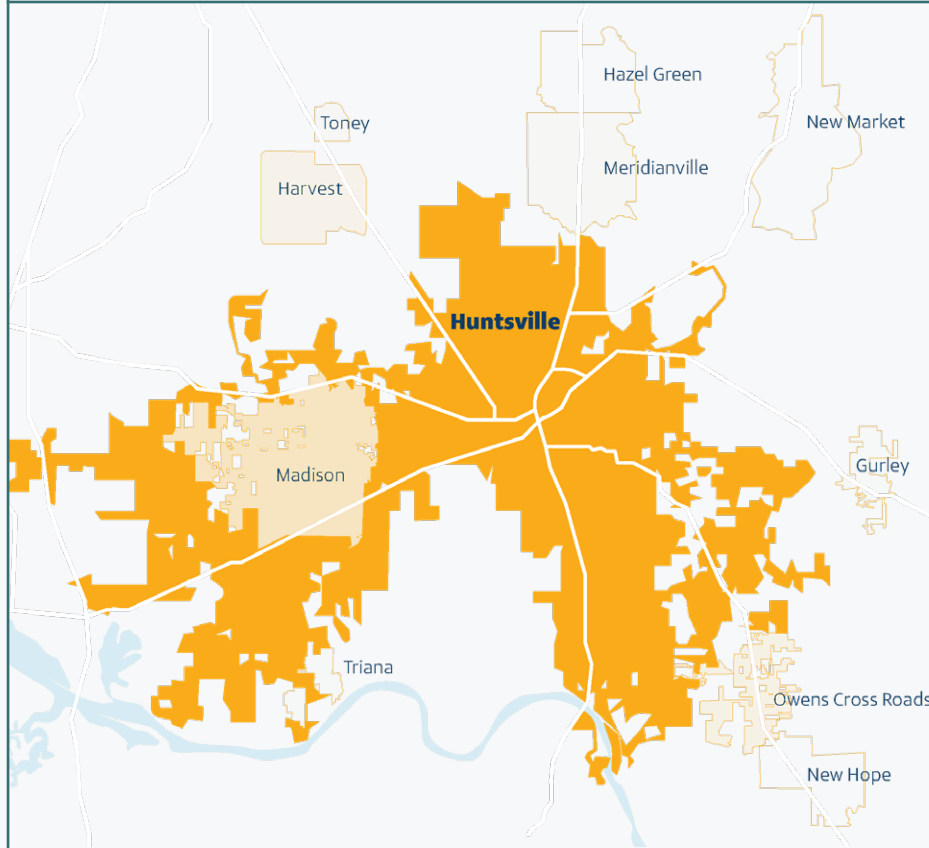 Hazel Green
Toney
New Market
Meridianville
Harvest
Huntsville
Gurley
Madison
Triana
Owens Cross Roads
New Hope